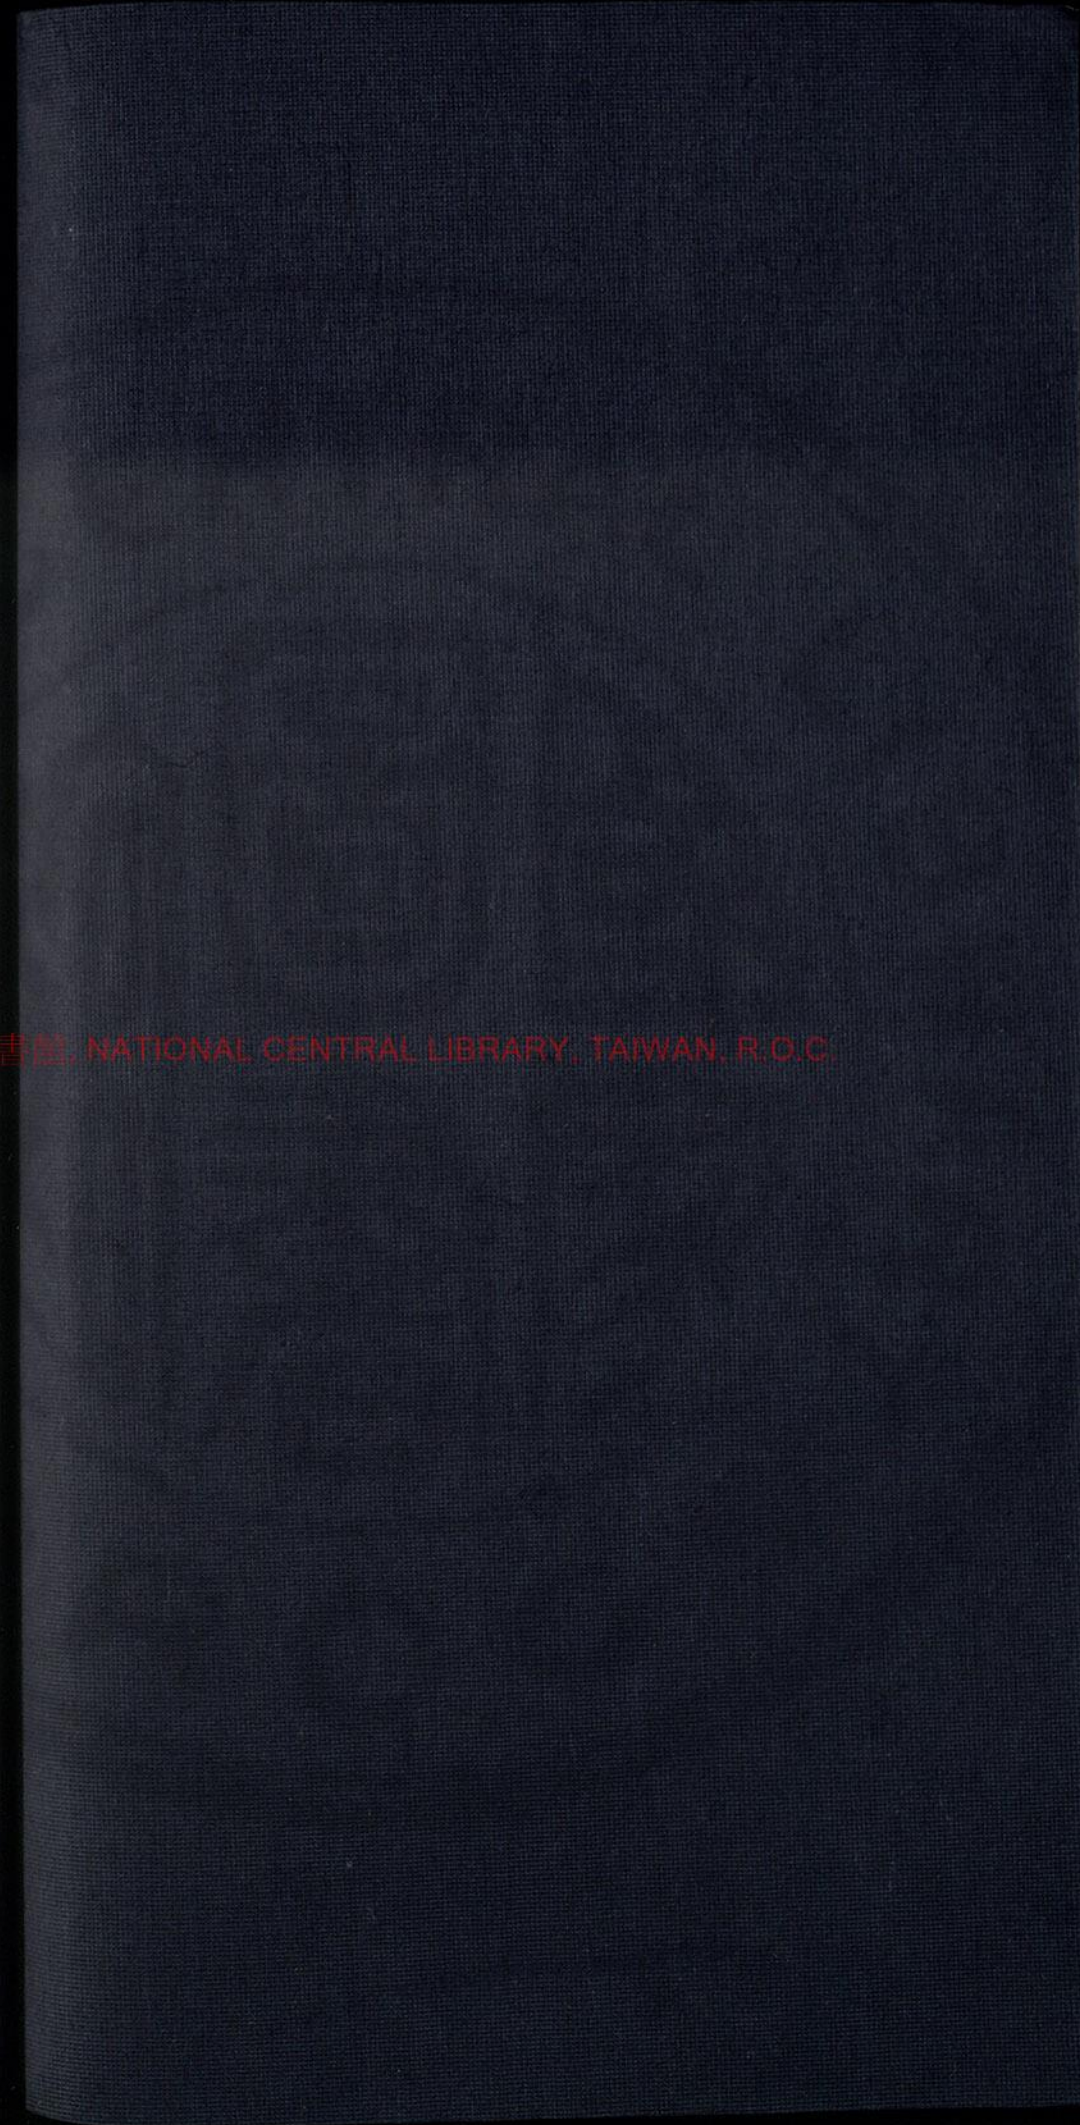 書館, NATIONAL CENTRAL LIBRARY, TAIWAN, R.O.C.